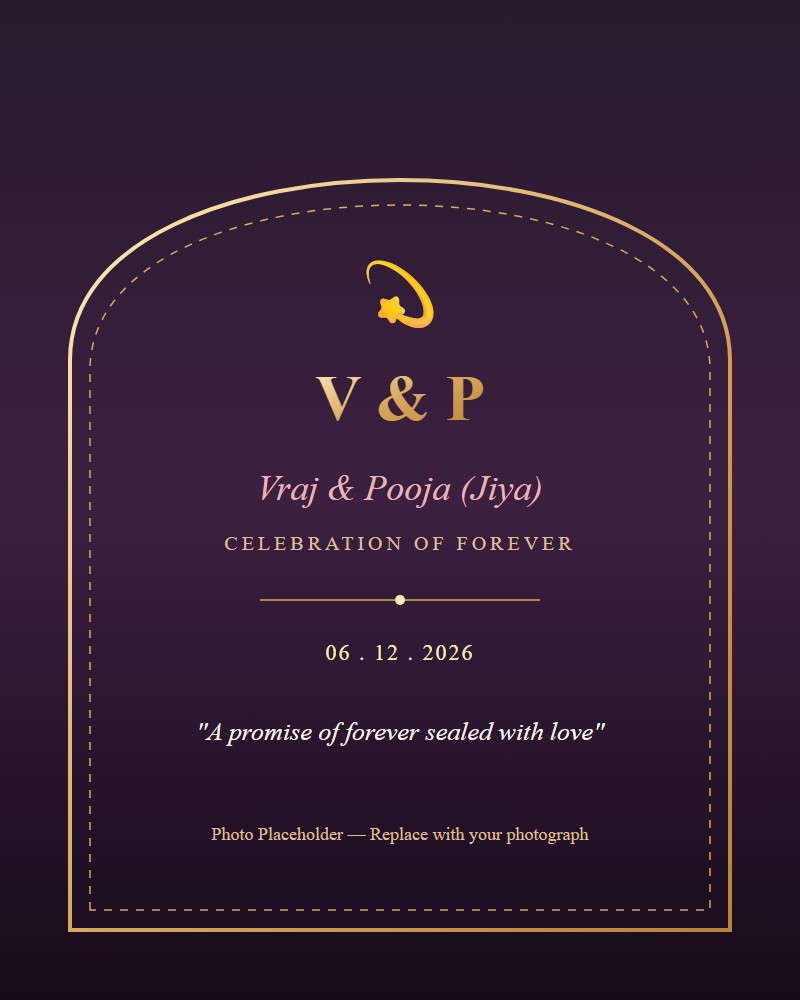 V & P
Vraj & Pooja (Jiya)
CELEBRATION OF FOREVER
06 . 12 . 2026
"A promise of forever sealed with love"
Photo Placeholder — Replace with your photograph